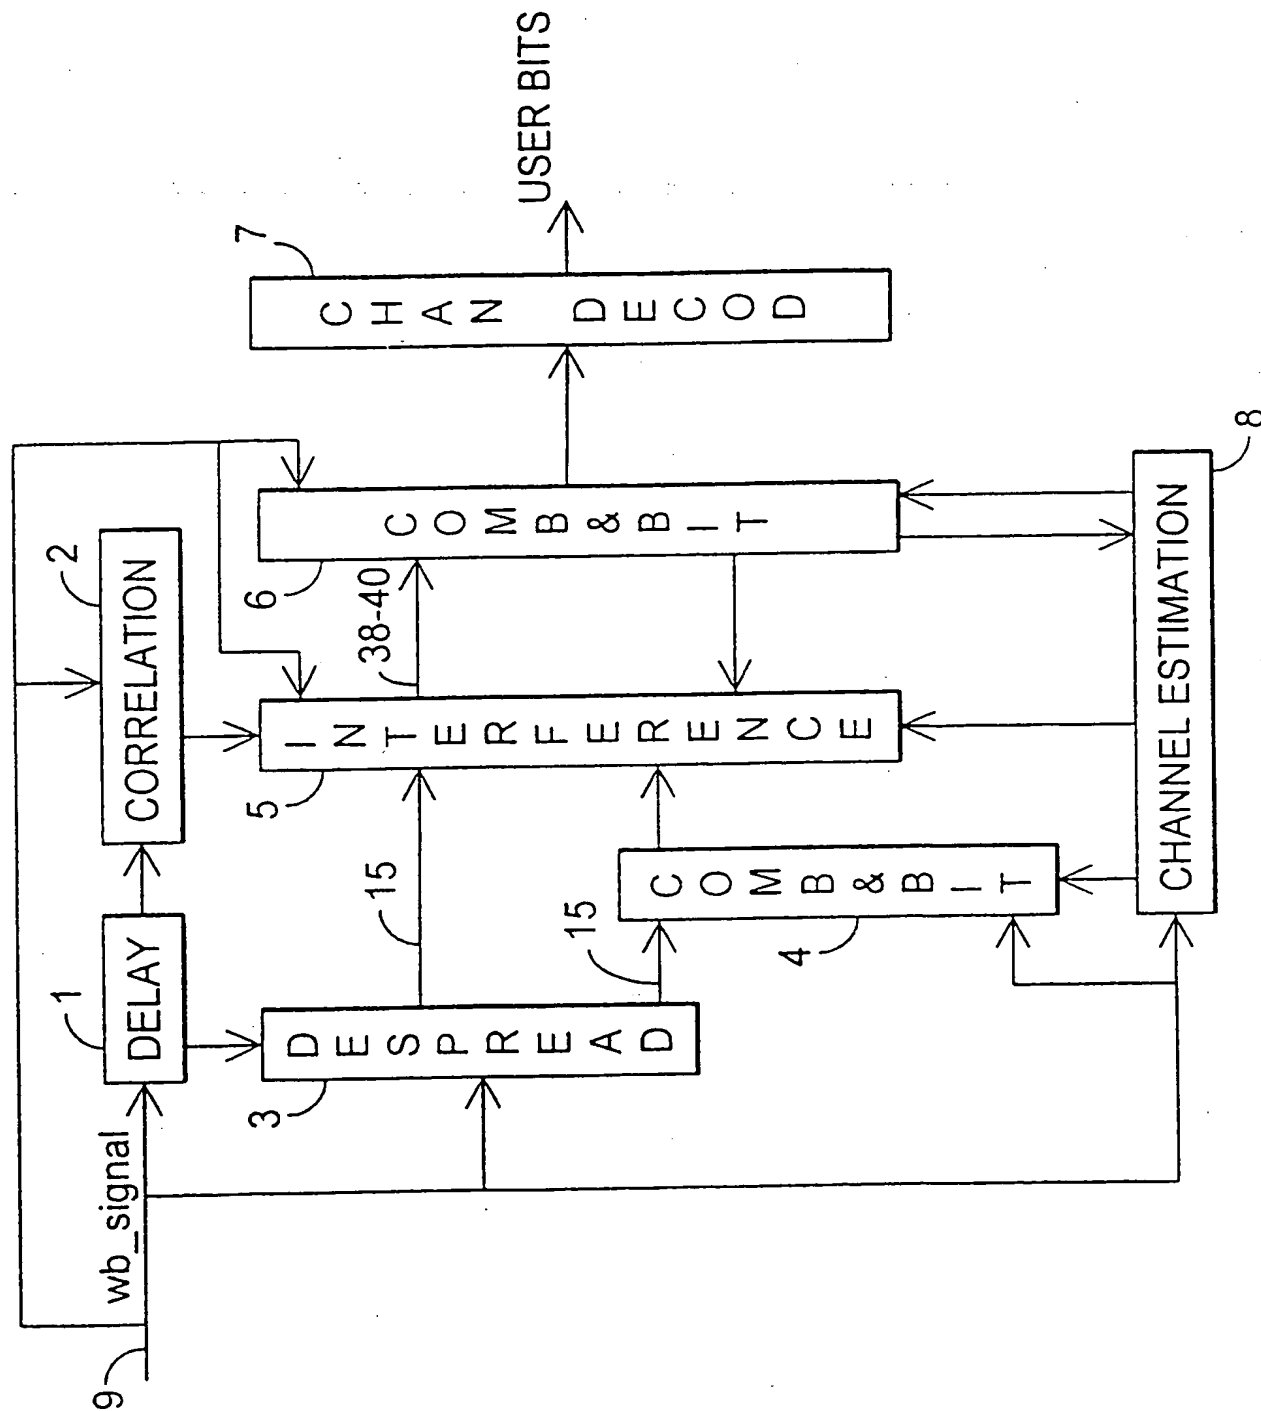 9
wb_signal
1
DELAY
2
CORRELATION
3
DESPREAD
15
15
4
COMB&BIT
5
INTERFERENCE
38-40
6
COMB&BIT
7
CHAN DECOD
USER BITS
CHANNEL ESTIMATION
8